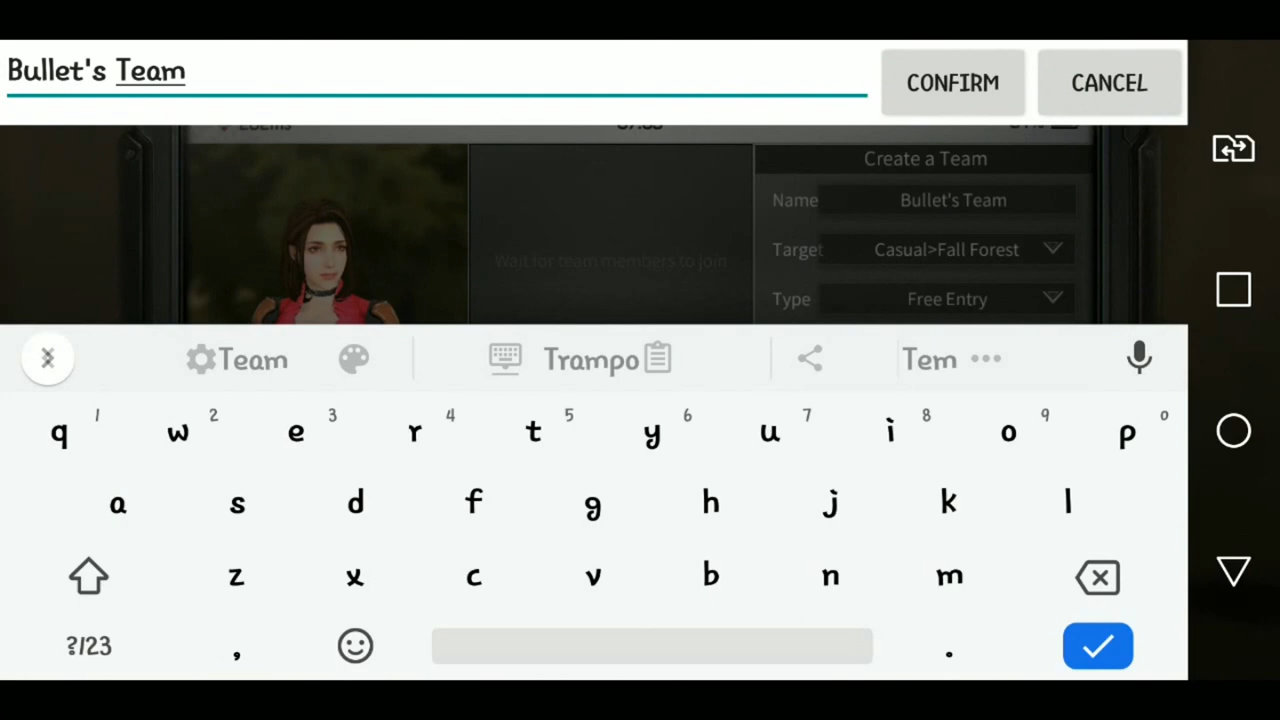 Bullet's Team
CONFIRM
CANCEL
Create a Team
Name Bullet's Team
Wait for team members to join
Target Casual>Fall Forest
Type Free Entry
Team Trampo Tem
1 2 3 4 5 6 7 8 9 0
q w e r t y u i o p
a s d f g h j k l
z x c v b n m
?123 , .